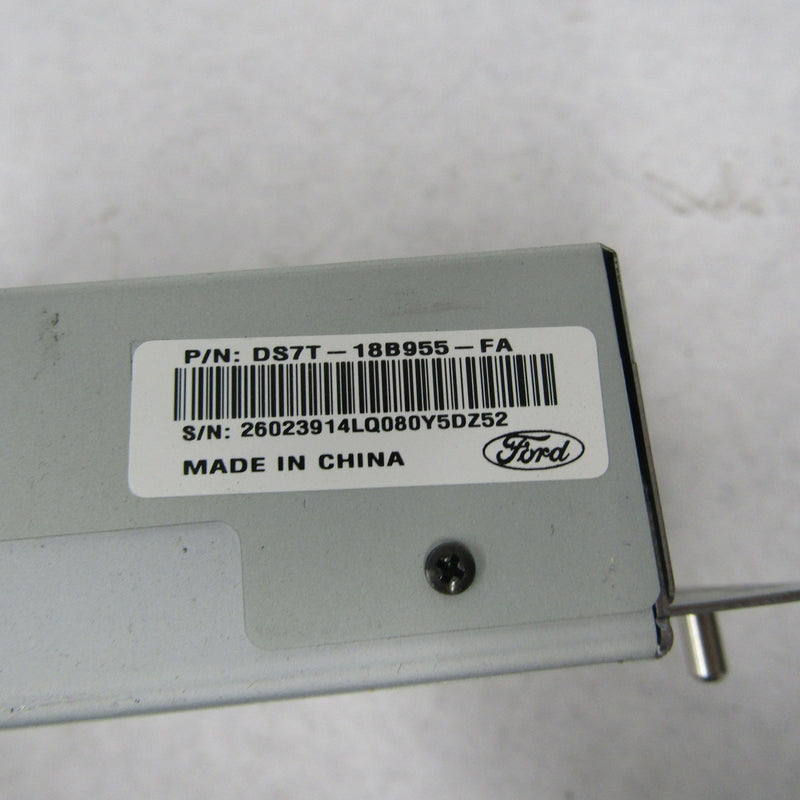 P/N: DS7T-18B955-FA
S/N: 26023914LQ080Y5DZ52
MADE IN CHINA
Ford